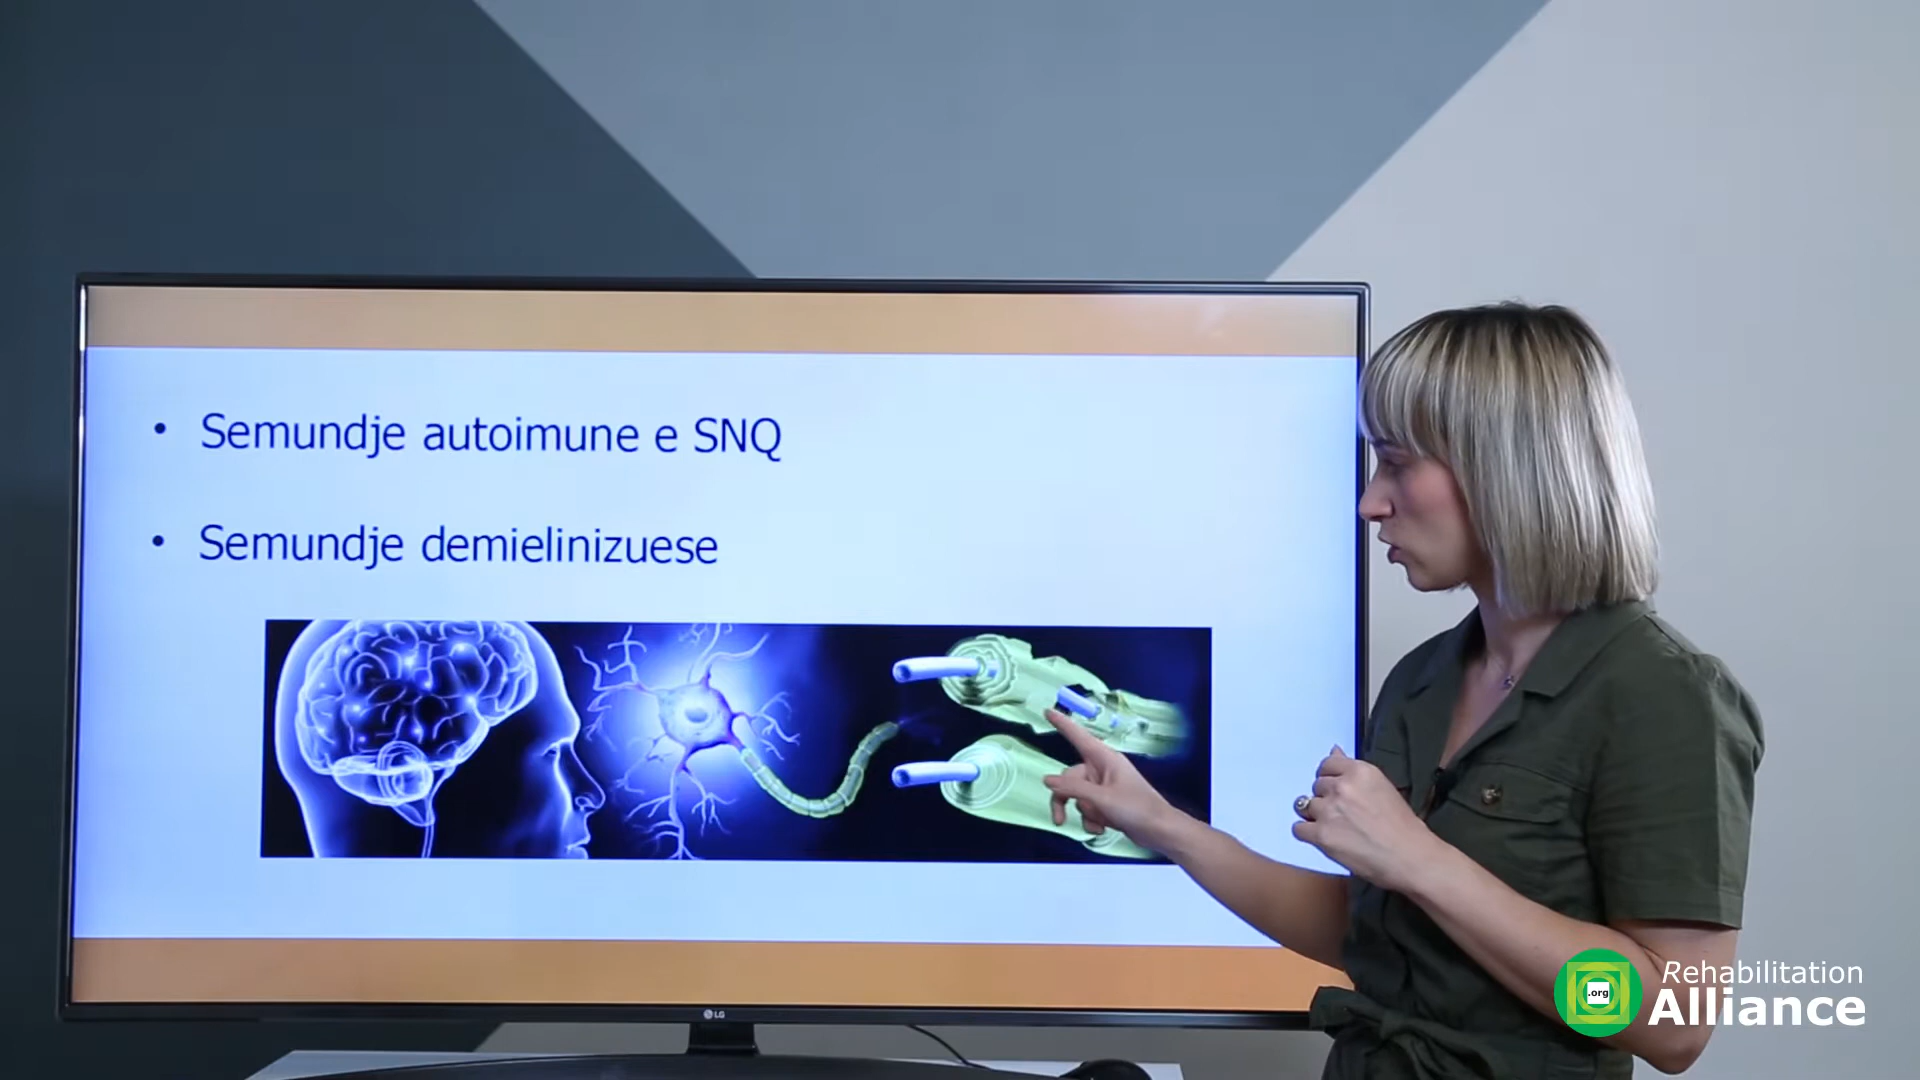 • Semundje autoimune e SNQ
• Semundje demielinizuese
LG
.org
Rehabilitation
Alliance